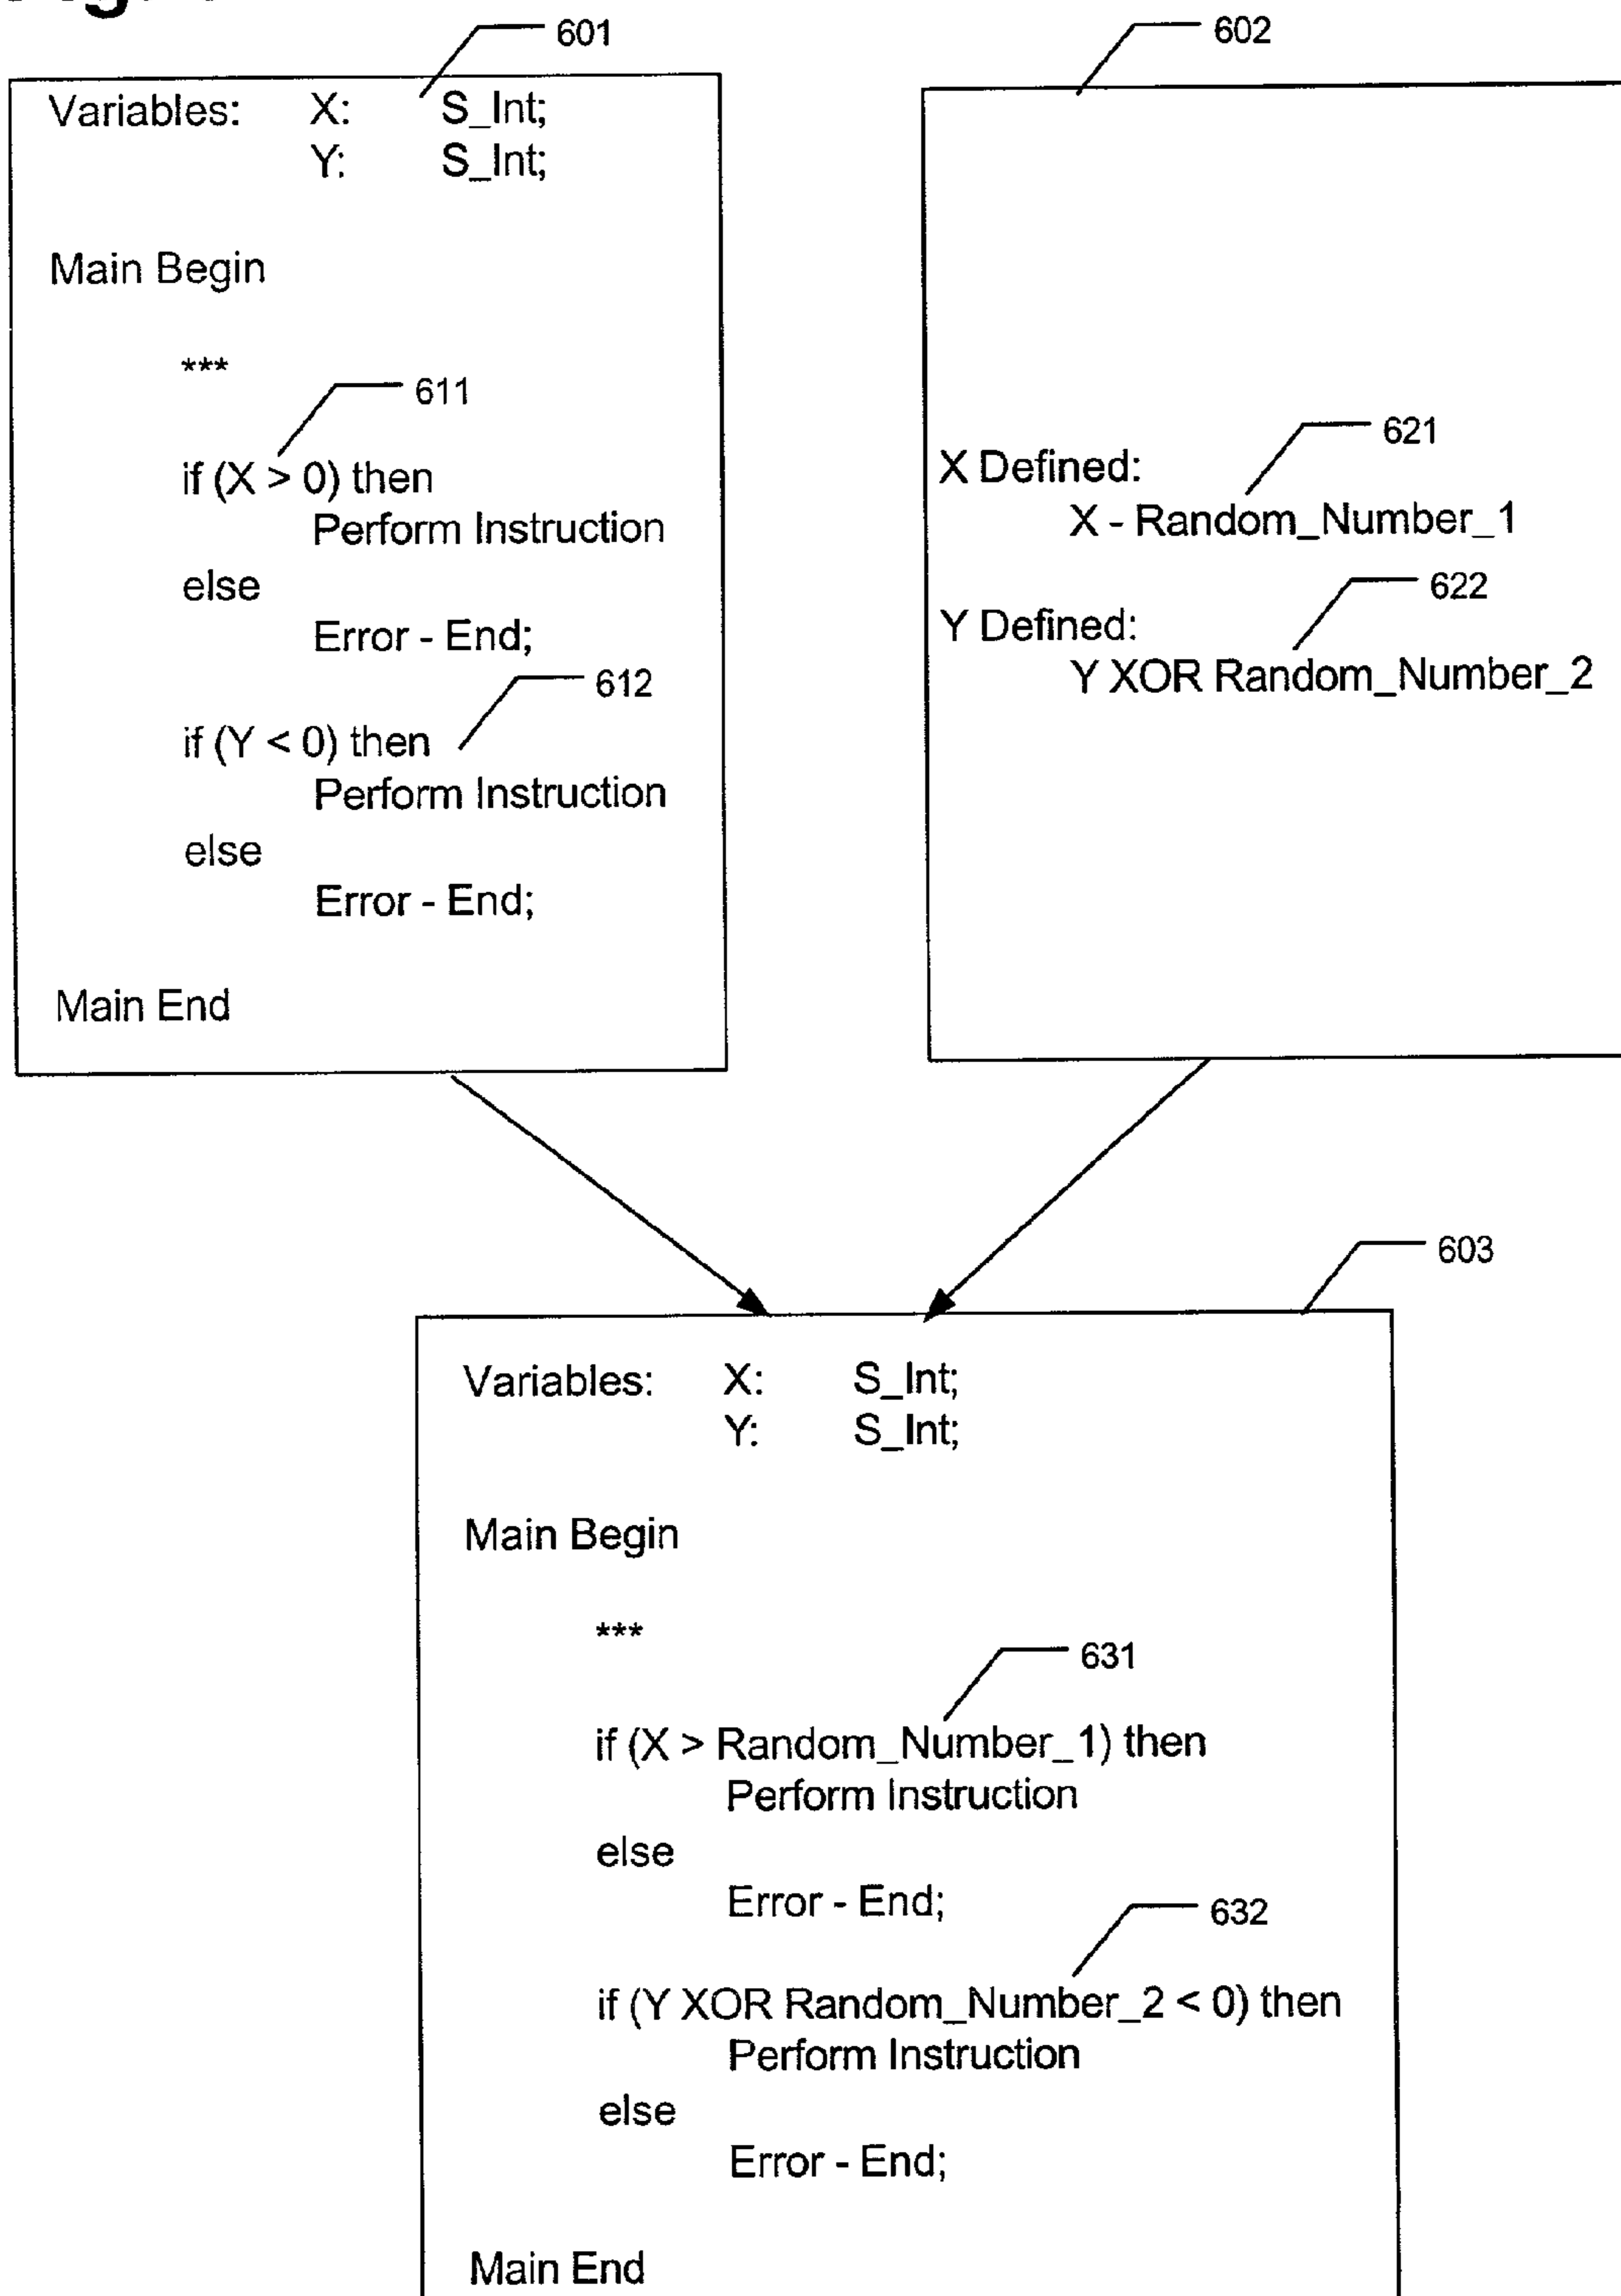 601
Variables: X: S_Int;
Y: S_Int;
Main Begin
***
611
if (X > 0) then
Perform Instruction
else
Error - End;
612
if (Y < 0) then
Perform Instruction
else
Error - End;
Main End
602
621
X Defined:
X - Random_Number_1
622
Y Defined:
Y XOR Random_Number_2
603
Variables: X: S_Int;
Y: S_Int;
Main Begin
***
631
if (X > Random_Number_1) then
Perform Instruction
else
Error - End;
632
if (Y XOR Random_Number_2 < 0) then
Perform Instruction
else
Error - End;
Main End